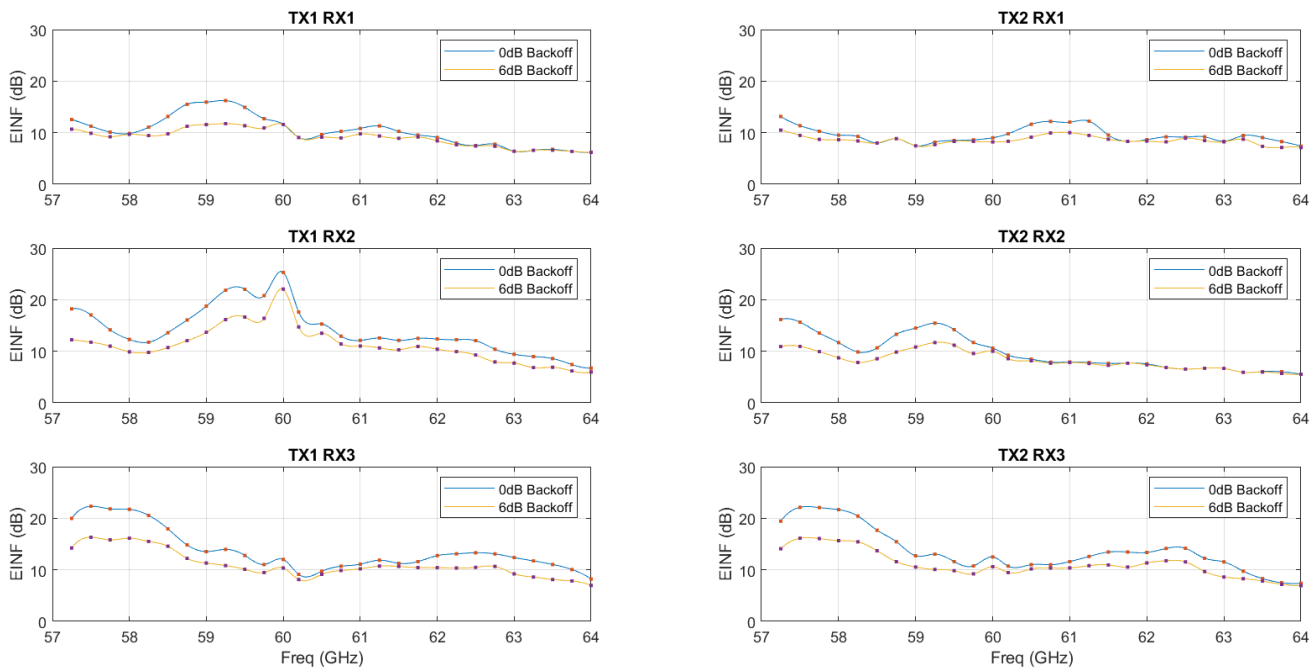 TX1 RX1
30
20
10
0
EINF (dB)
0dB Backoff
6dB Backoff
57 58 59 60 61 62 63 64
TX2 RX1
30
20
10
0
EINF (dB)
0dB Backoff
6dB Backoff
57 58 59 60 61 62 63 64
TX1 RX2
30
20
10
0
EINF (dB)
0dB Backoff
6dB Backoff
57 58 59 60 61 62 63 64
TX2 RX2
30
20
10
0
EINF (dB)
0dB Backoff
6dB Backoff
57 58 59 60 61 62 63 64
TX1 RX3
30
20
10
0
EINF (dB)
0dB Backoff
6dB Backoff
57 58 59 60 61 62 63 64
Freq (GHz)
TX2 RX3
30
20
10
0
EINF (dB)
0dB Backoff
6dB Backoff
57 58 59 60 61 62 63 64
Freq (GHz)